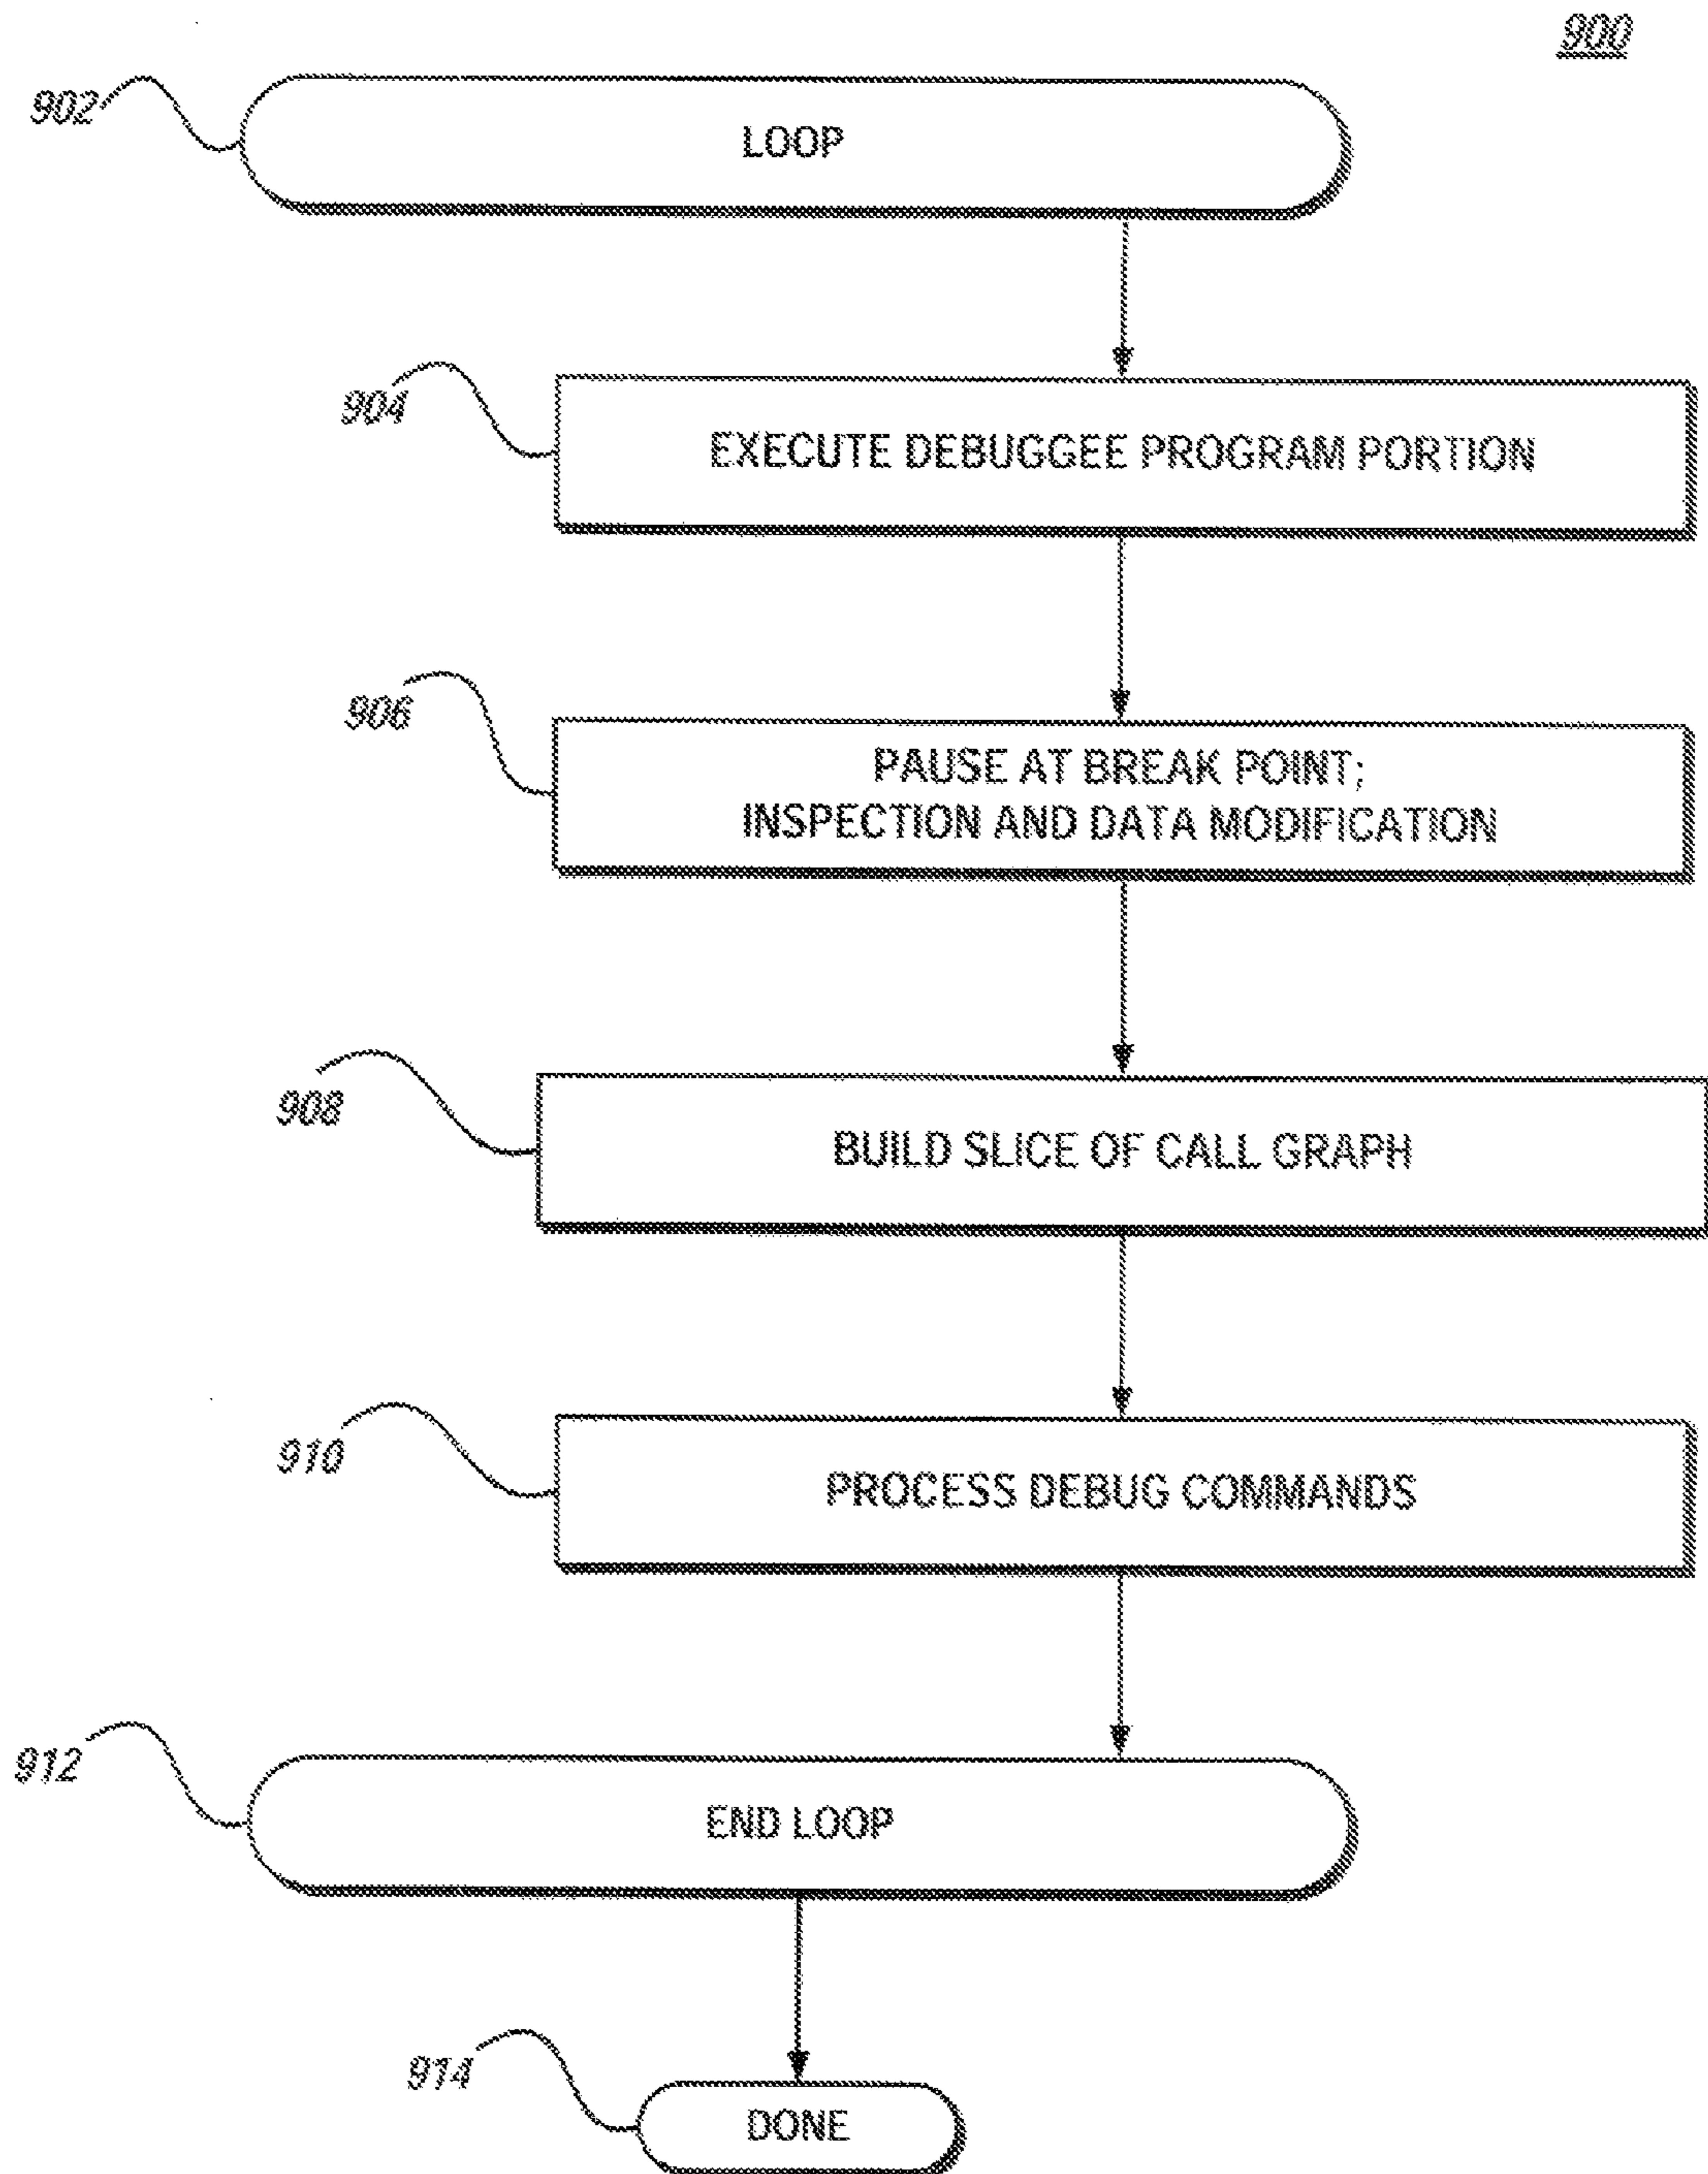 900
902
LOOP
904
EXECUTE DEBUGGEE PROGRAM PORTION
906
PAUSE AT BREAK POINT;
INSPECTION AND DATA MODIFICATION
908
BUILD SLICE OF CALL GRAPH
910
PROCESS DEBUG COMMANDS
912
END LOOP
914
DONE